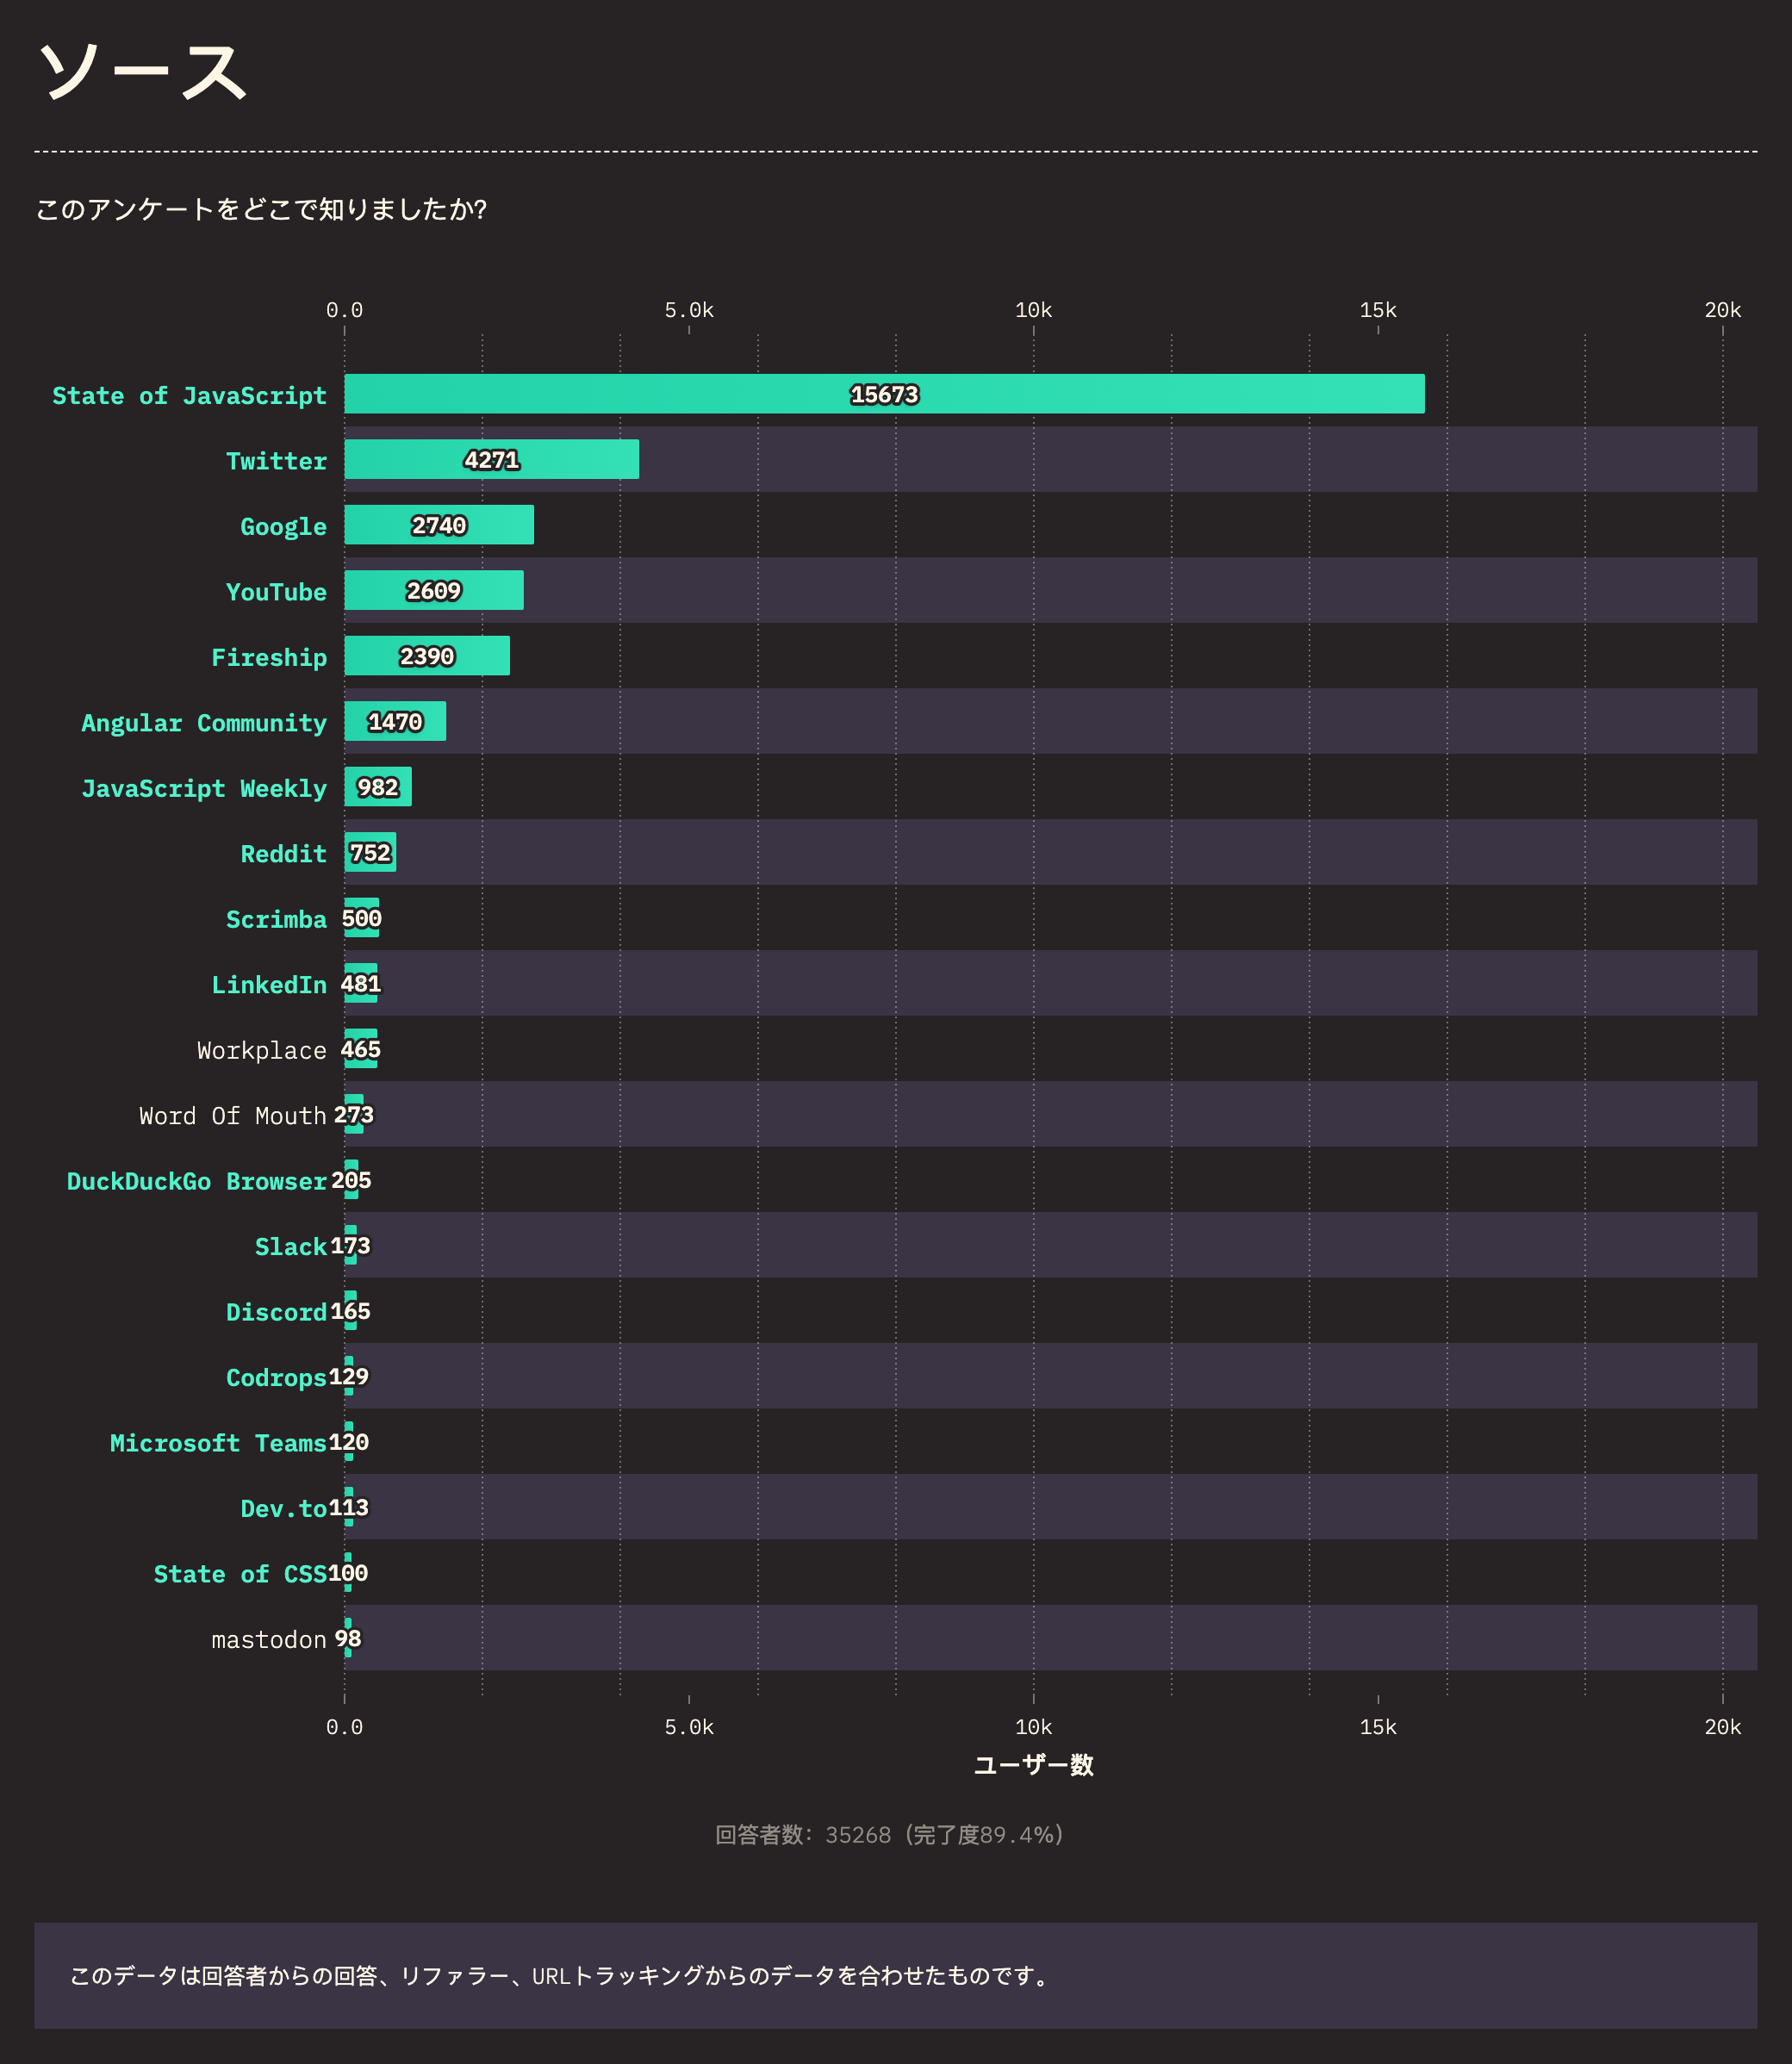 ソース
このアンケートをどこで知りましたか?
0.0 5.0k 10k 15k 20k
State of JavaScript 15673
Twitter 4271
Google 2740
YouTube 2609
Fireship 2390
Angular Community 1470
JavaScript Weekly 982
Reddit 752
Scrimba 500
LinkedIn 481
Workplace 465
Word Of Mouth 273
DuckDuckGo Browser 205
Slack 173
Discord 165
Codrops 129
Microsoft Teams 120
Dev.to 113
State of CSS 100
mastodon 98
0.0 5.0k 10k 15k 20k
ユーザー数
回答者数: 35268 (完了度89.4%)
このデータは回答者からの回答、リファラー、URLトラッキングからのデータを合わせたものです。